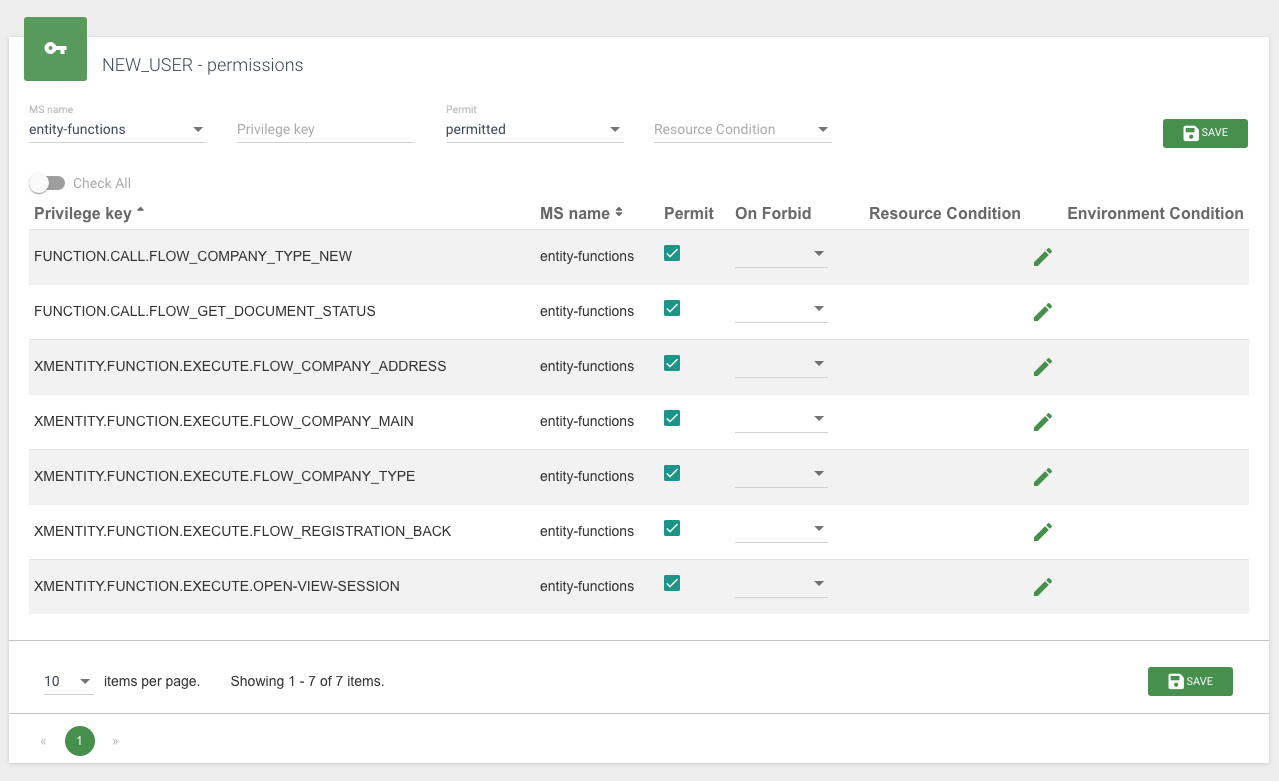 NEW_USER - permissions
MS name
Permit
entity-functions
Privilege key
permitted
Resource Condition
SAVE
Check All
Privilege key MS name Permit On Forbid Resource Condition Environment Condition
FUNCTION.CALL.FLOW_COMPANY_TYPE_NEW entity-functions
FUNCTION.CALL.FLOW_GET_DOCUMENT_STATUS entity-functions
XMENTITY.FUNCTION.EXECUTE.FLOW_COMPANY_ADDRESS entity-functions
XMENTITY.FUNCTION.EXECUTE.FLOW_COMPANY_MAIN entity-functions
XMENTITY.FUNCTION.EXECUTE.FLOW_COMPANY_TYPE entity-functions
XMENTITY.FUNCTION.EXECUTE.FLOW_REGISTRATION_BACK entity-functions
XMENTITY.FUNCTION.EXECUTE.OPEN-VIEW-SESSION entity-functions
10 items per page. Showing 1 - 7 of 7 items.
SAVE
« 1 »